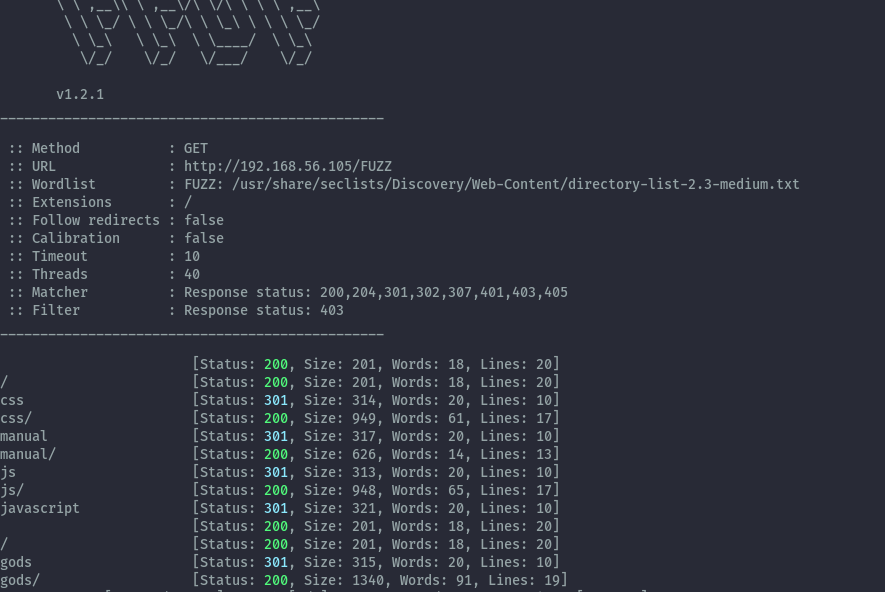 v1.2.1
________________________________________________
:: Method           : GET
:: URL              : http://192.168.56.105/FUZZ
:: Wordlist         : FUZZ: /usr/share/seclists/Discovery/Web-Content/directory-list-2.3-medium.txt
:: Extensions       : /
:: Follow redirects : false
:: Calibration      : false
:: Timeout          : 10
:: Threads          : 40
:: Matcher          : Response status: 200,204,301,302,307,401,403,405
:: Filter           : Response status: 403
________________________________________________
[Status: 200, Size: 201, Words: 18, Lines: 20]
/                       [Status: 200, Size: 201, Words: 18, Lines: 20]
css                     [Status: 301, Size: 314, Words: 20, Lines: 10]
css/                    [Status: 200, Size: 949, Words: 61, Lines: 17]
manual                  [Status: 301, Size: 317, Words: 20, Lines: 10]
manual/                 [Status: 200, Size: 626, Words: 14, Lines: 13]
js                      [Status: 301, Size: 313, Words: 20, Lines: 10]
js/                     [Status: 200, Size: 948, Words: 65, Lines: 17]
javascript              [Status: 301, Size: 321, Words: 20, Lines: 10]
[Status: 200, Size: 201, Words: 18, Lines: 20]
/                       [Status: 200, Size: 201, Words: 18, Lines: 20]
gods                    [Status: 301, Size: 315, Words: 20, Lines: 10]
gods/                   [Status: 200, Size: 1340, Words: 91, Lines: 19]